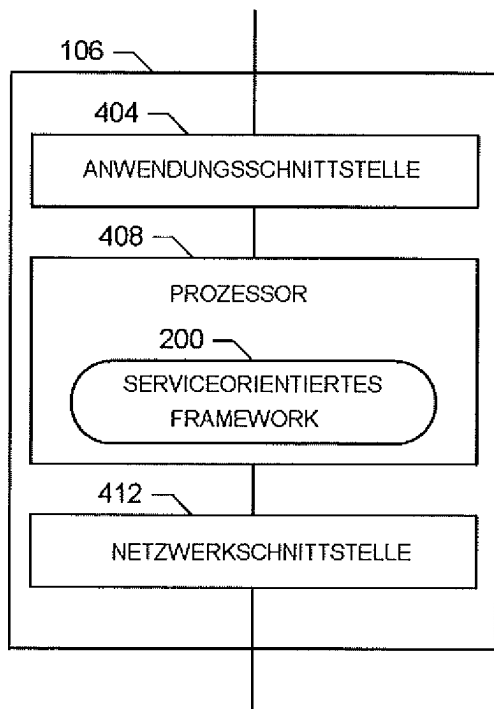 106
404
ANWENDUNGSSCHNITTSTELLE
408
PROZESSOR
200
SERVICEORIENTIERTES
FRAMEWORK
412
NETZWERKSCHNITTSTELLE